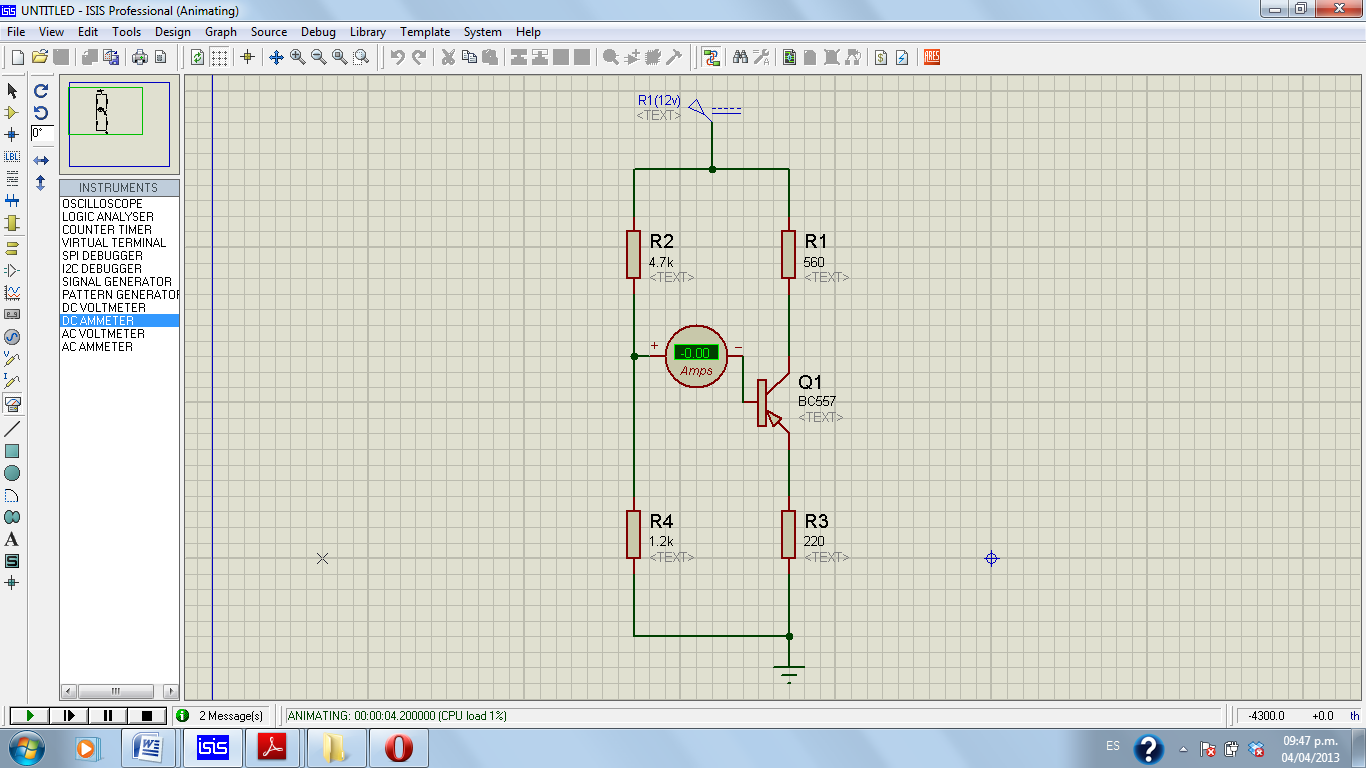 UNTITLED - ISIS Professional (Animating)
File View Edit Tools Design Graph Source Debug Library Template System Help
ARES
LBL
0°
A
S
INSTRUMENTS
OSCILLOSCOPE
LOGIC ANALYSER
COUNTER TIMER
VIRTUAL TERMINAL
SPI DEBUGGER
I2C DEBUGGER
SIGNAL GENERATOR
PATTERN GENERATOR
DC VOLTMETER
DC AMMETER
AC VOLTMETER
AC AMMETER
R1(12v)
<TEXT>
R2
4.7k
<TEXT>
R1
560
<TEXT>
+ -0.00 −
Amps
Q1
BC557
<TEXT>
R4
1.2k
<TEXT>
R3
220
<TEXT>
2 Message(s) ANIMATING: 00:00:04.200000 (CPU load 1%) -4300.0 +0.0 th
isis ES 09:47 p.m.
04/04/2013